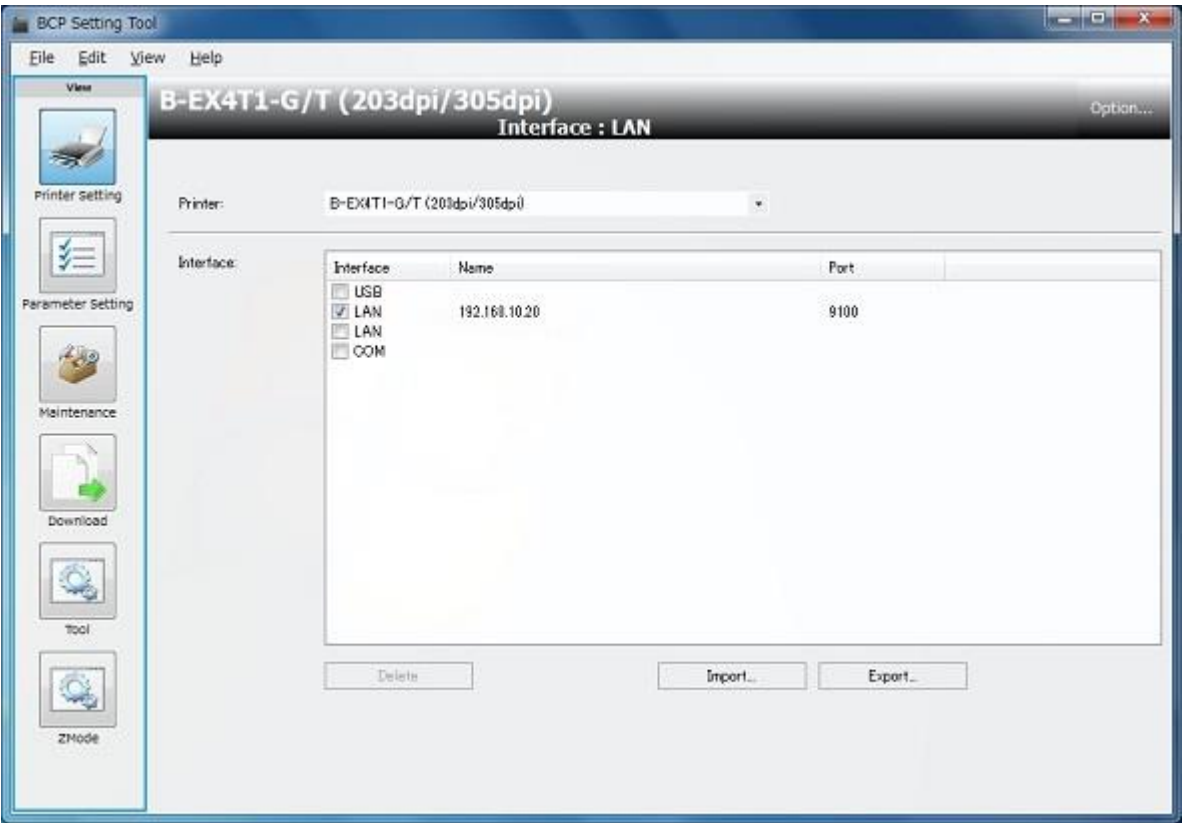 BCP Setting Tool
File Edit View Help
View
B-EX4T1-G/T (203dpi/305dpi)
Interface : LAN
Option...
Printer Setting
Printer:
B-EX4T1-G/T (203dpi/305dpi)
Parameter Setting
Interface:
Interface Name Port
USB
LAN 192.168.10.20 9100
LAN
COM
Maintenance
Download
Tool
ZMode
Delete Import... Export...